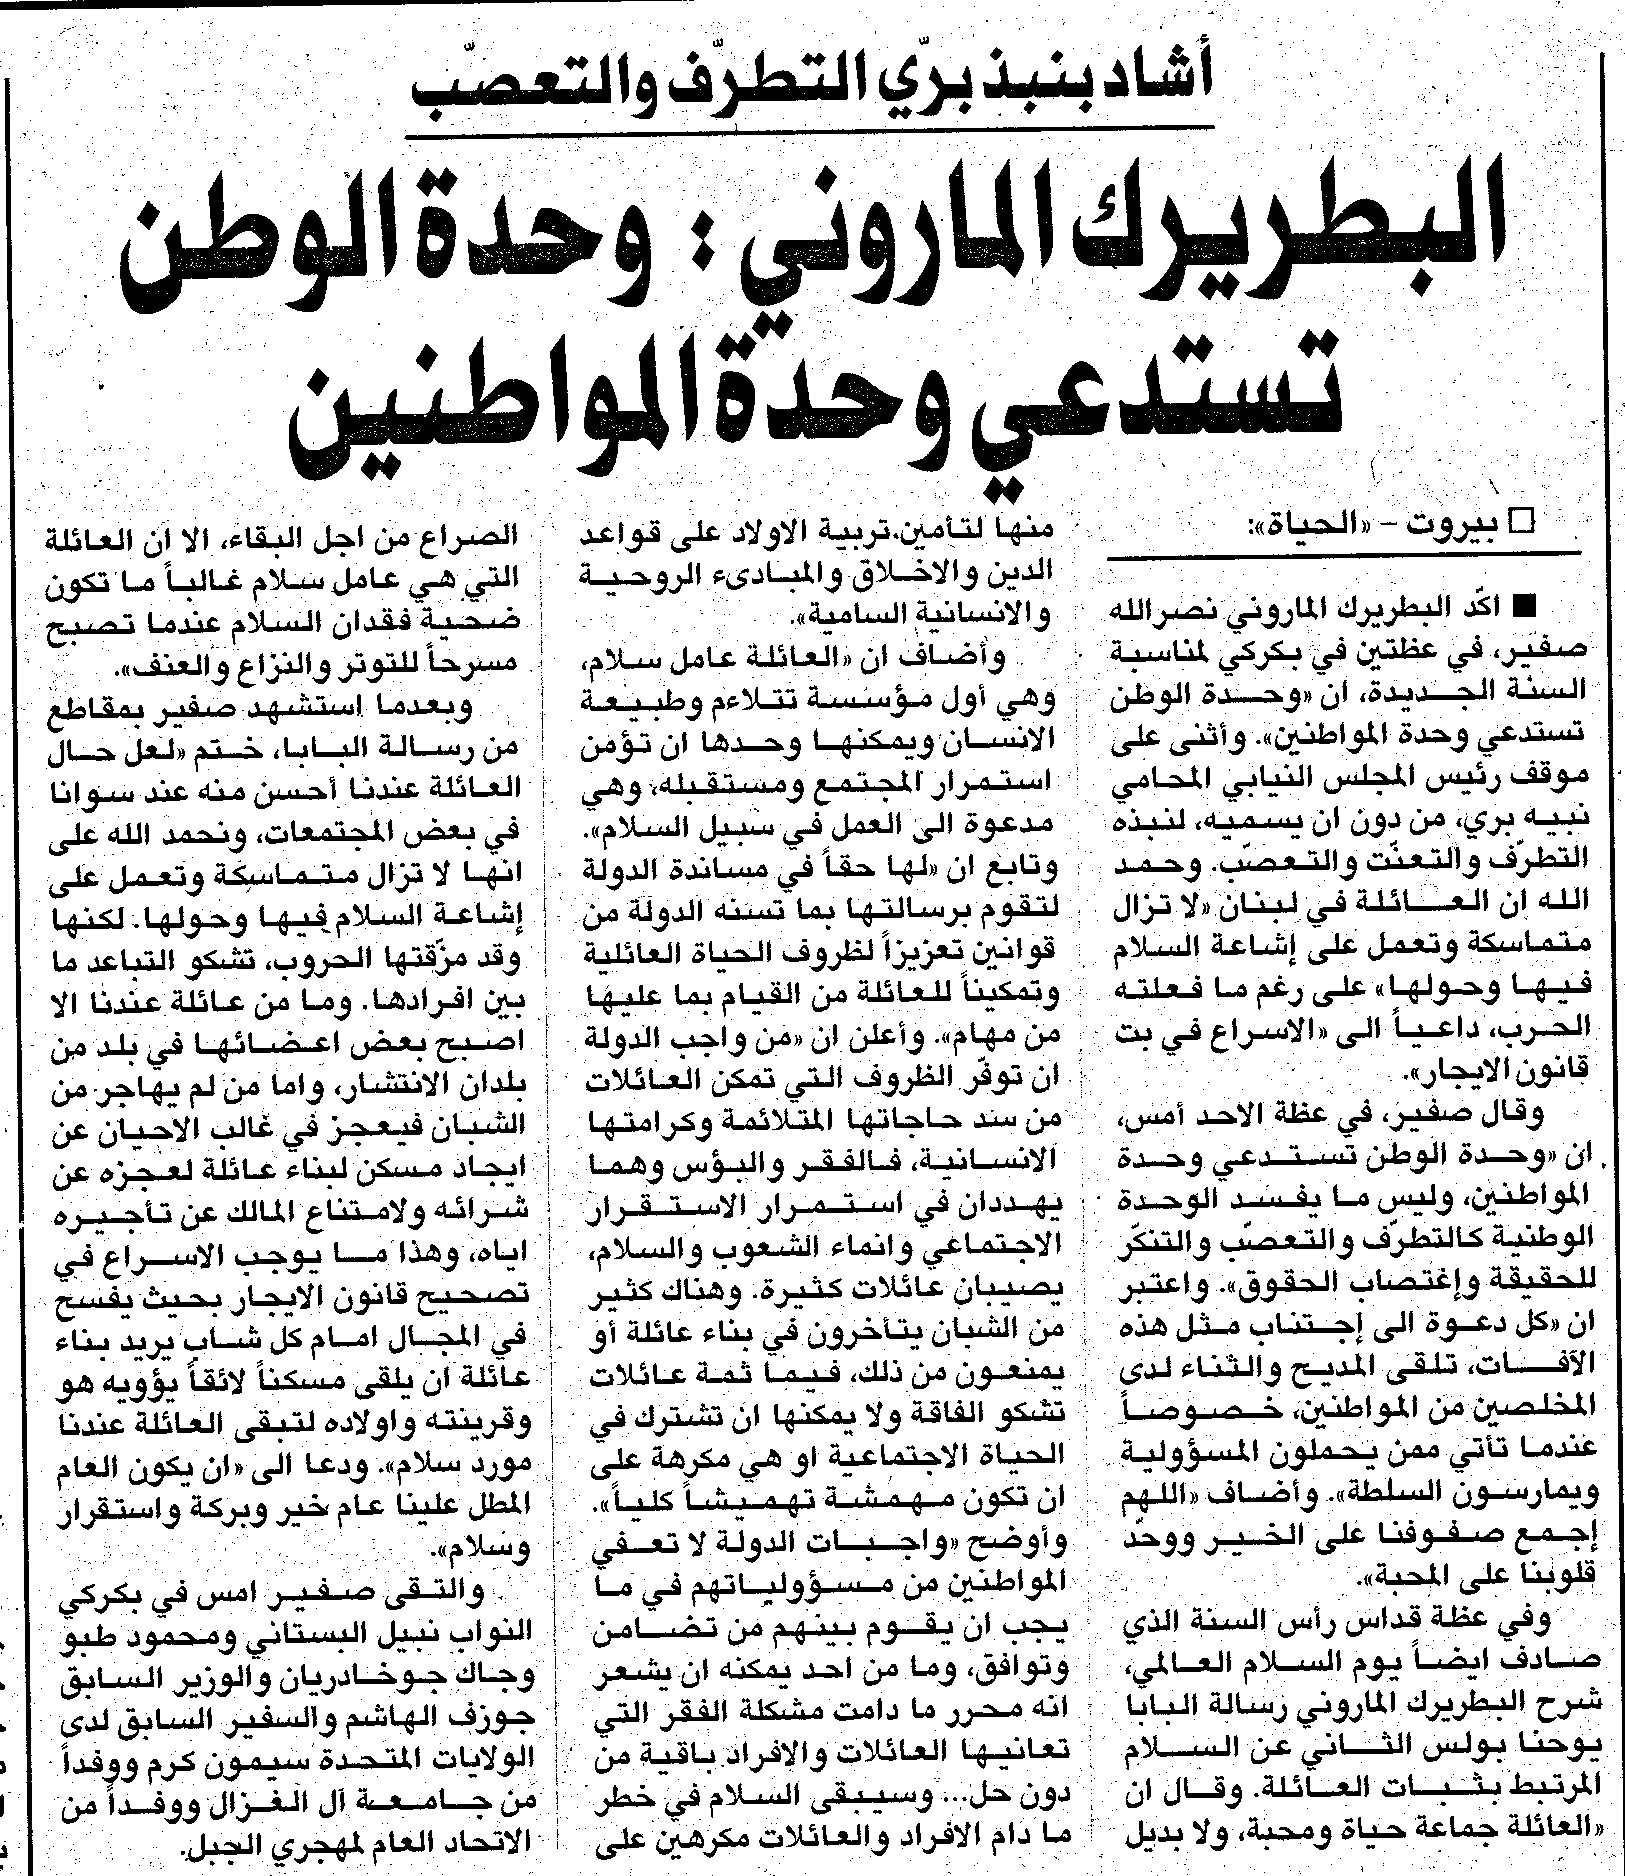 أشاد بنبذ برّي التطرّف والتعصّب
البطريرك الماروني : وحدة الوطن
تستدعي وحدة المواطنين
□ بيروت – «الحياة»:
■ اكّد البطريرك الماروني نصرالله
صفير، في عظتين في بكركي لمناسبة
السنة الجديدة، ان «وحدة الوطن
تستدعي وحدة المواطنين». وأثنى على
موقف رئيس المجلس النيابي المحامي
نبيه بري، من دون ان يسميه، لنبذه
التطرّف والتعنّت والتعصّب. وحمد
الله ان العائلة في لبنان «لا تزال
متماسكة وتعمل على إشاعة السلام
فيها وحولها» على رغم ما فعلته
الحرب، داعياً الى «الاسراع في بت
قانون الايجار».
وقال صفير، في عظة الاحد أمس،
ان «وحدة الوطن تستدعي وحدة
المواطنين، وليس ما يفسد الوحدة
الوطنية كالتطرّف والتعصّب والتنكّر
للحقيقة وإغتصاب الحقوق». واعتبر
ان «كل دعوة الى إجتناب مثل هذه
الآفات، تلقى المديح والثناء لدى
المخلصين من المواطنين، خصوصاً
عندما تأتي ممن يحملون المسؤولية
ويمارسون السلطة». وأضاف «اللهم
إجمع صفوفنا على الخير ووحّد
قلوبنا على المحبة».
وفي عظة قداس رأس السنة الذي
صادف ايضاً يوم السلام العالمي،
شرح البطريرك الماروني رسالة البابا
يوحنا بولس الثاني عن السلام
المرتبط بثبات العائلة. وقال ان
«العائلة جماعة حياة ومحبة، ولا بديل
منها لتأمين تربية الاولاد على قواعد
الدين والاخلاق والمبادىء الروحية
والانسانية السامية».
وأضاف ان «العائلة عامل سلام،
وهي أول مؤسسة تتلاءم وطبيعة
الانسان ويمكنها وحدها ان تؤمن
استمرار المجتمع ومستقبله، وهي
مدعوة الى العمل في سبيل السلام».
وتابع ان «لها حقاً في مساندة الدولة
لتقوم برسالتها بما تسنه الدولة من
قوانين تعزيزاً لظروف الحياة العائلية
وتمكيناً للعائلة من القيام بما عليها
من مهام». وأعلن ان «من واجب الدولة
ان توفّر الظروف التي تمكن العائلات
من سد حاجاتها المتلائمة وكرامتها
الانسانية، فالفقر والبؤس وهما
يهددان في استمرار الاستقرار
الاجتماعي وانماء الشعوب والسلام،
يصيبان عائلات كثيرة. وهناك كثير
من الشبان يتأخرون في بناء عائلة أو
يمنعون من ذلك، فيما ثمة عائلات
تشكو الفاقة ولا يمكنها ان تشترك في
الحياة الاجتماعية او هي مكرهة على
ان تكون مهمشة تهميشاً كلياً».
وأوضح «واجبات الدولة لا تعفي
المواطنين من مسؤولياتهم في ما
يجب ان يقوم بينهم من تضامن
وتوافق، وما من احد يمكنه ان يشعر
انه محرر ما دامت مشكلة الفقر التي
تعانيها العائلات والافراد باقية من
دون حل... وسيبقى السلام في خطر
ما دام الافراد والعائلات مكرهين على
الصراع من اجل البقاء، الا ان العائلة
التي هي عامل سلام غالباً ما تكون
ضحية فقدان السلام عندما تصبح
مسرحاً للتوتر والنزاع والعنف».
وبعدما استشهد صفير بمقاطع
من رسالة البابا، ختم «لعل حال
العائلة عندنا أحسن منه عند سوانا
في بعض المجتمعات، ونحمد الله على
انها لا تزال متماسكة وتعمل على
إشاعة السلام فيها وحولها. لكنها
وقد مزّقتها الحروب، تشكو التباعد ما
بين افرادها. وما من عائلة عندنا الا
اصبح بعض اعضائها في بلد من
بلدان الانتشار، واما من لم يهاجر من
الشبان فيعجز في غالب الاحيان عن
ايجاد مسكن لبناء عائلة لعجزه عن
شرائه ولامتناع المالك عن تأجيره
اياه، وهذا ما يوجب الاسراع في
تصحيح قانون الايجار بحيث يفسح
في المجال امام كل شاب يريد بناء
عائلة ان يلقى مسكناً لائقاً يؤويه هو
وقرينته واولاده لتبقى العائلة عندنا
مورد سلام». ودعا الى «ان يكون العام
المطل علينا عام خير وبركة واستقرار
وسلام».
والتقى صفير امس في بكركي
النواب نبيل البستاني ومحمود طبو
وجاك جوخادريان والوزير السابق
جوزف الهاشم والسفير السابق لدى
الولايات المتحدة سيمون كرم ووفداً
من جامعة آل الغزال ووفداً من
الاتحاد العام لمهجري الجبل.